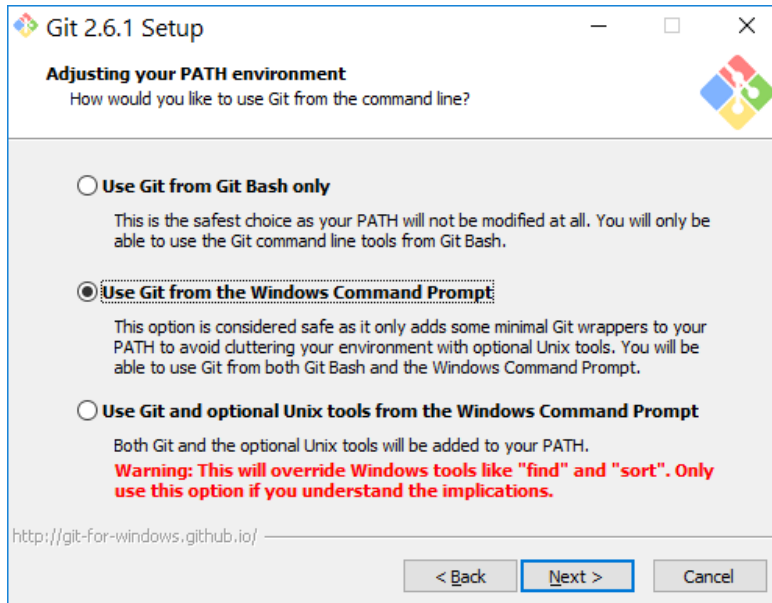 Git 2.6.1 Setup
Adjusting your PATH environment
How would you like to use Git from the command line?
Use Git from Git Bash only
This is the safest choice as your PATH will not be modified at all. You will only be
able to use the Git command line tools from Git Bash.
Use Git from the Windows Command Prompt
This option is considered safe as it only adds some minimal Git wrappers to your
PATH to avoid cluttering your environment with optional Unix tools. You will be
able to use Git from both Git Bash and the Windows Command Prompt.
Use Git and optional Unix tools from the Windows Command Prompt
Both Git and the optional Unix tools will be added to your PATH.
Warning: This will override Windows tools like "find" and "sort". Only
use this option if you understand the implications.
http://git-for-windows.github.io/
< Back Next > Cancel